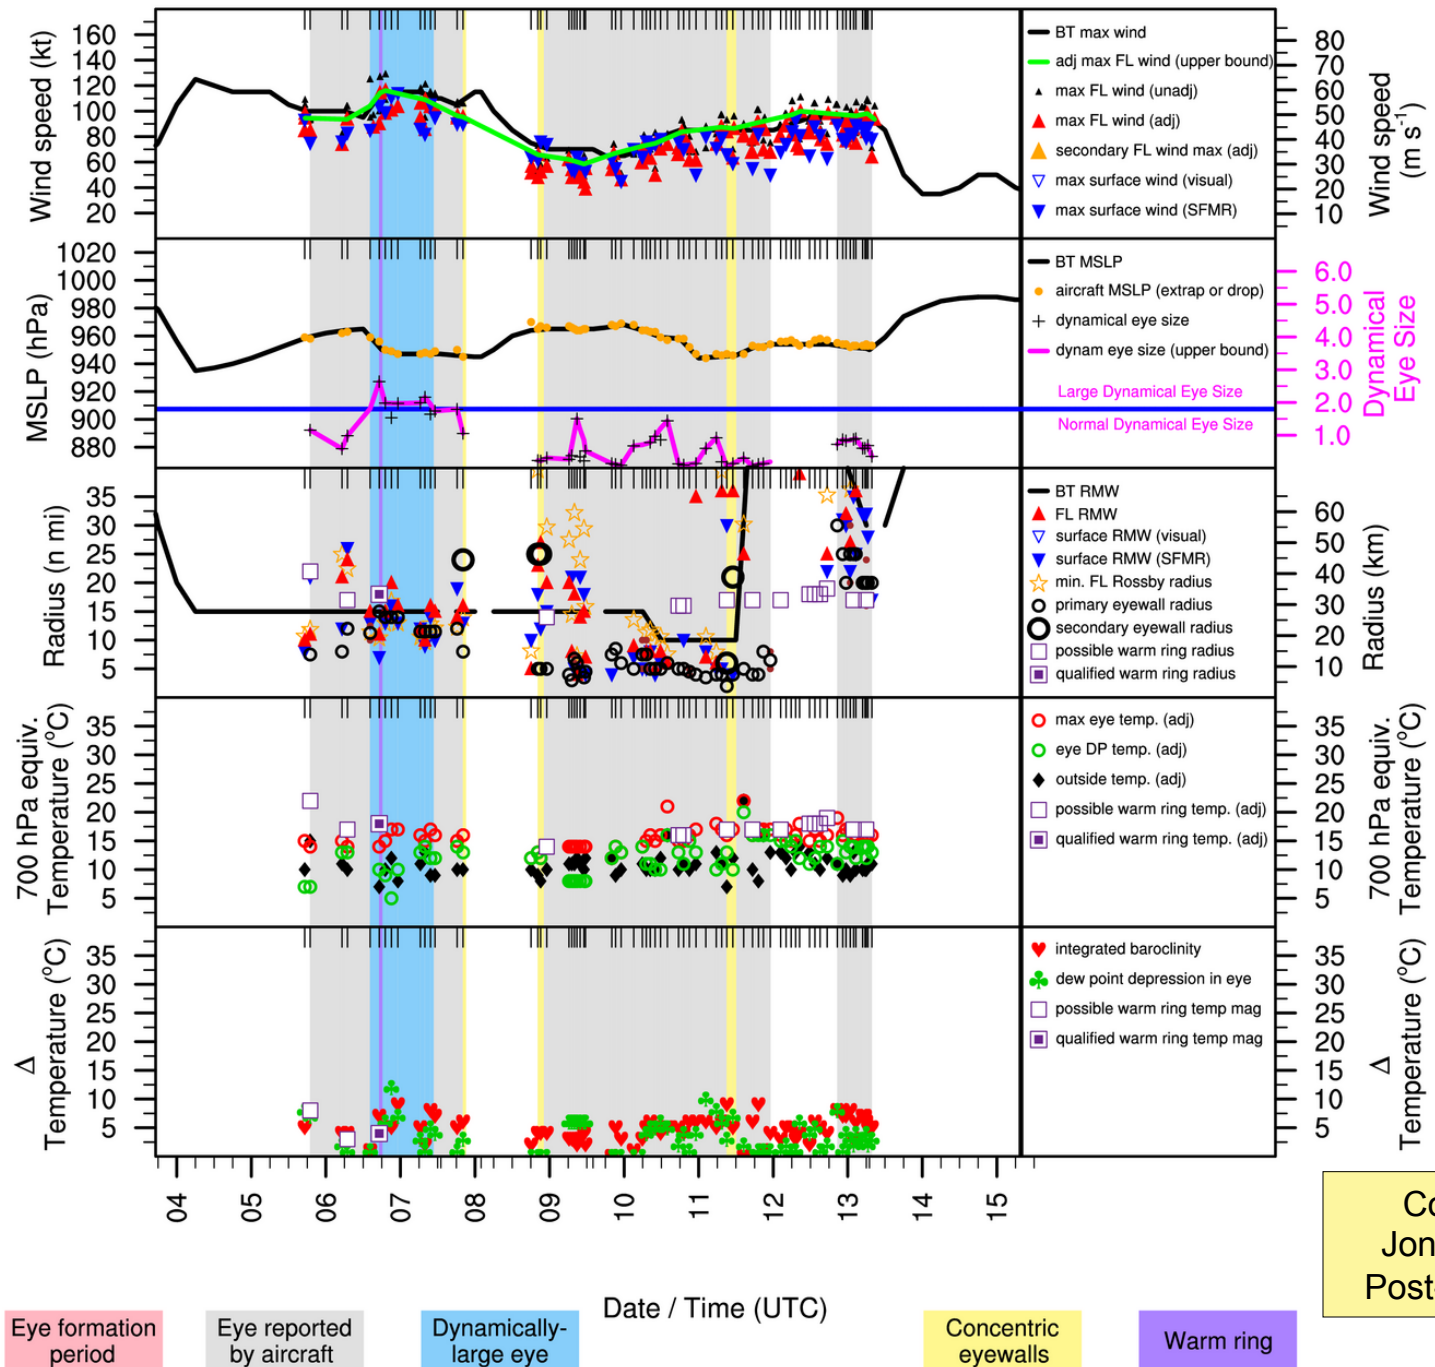 160
140
120
100
80
60
40
20
Wind speed (kt)
BT max wind
adj max FL wind (upper bound)
max FL wind (unadj)
max FL wind (adj)
secondary FL wind max (adj)
max surface wind (visual)
max surface wind (SFMR)
80
70
60
50
40
30
20
10
Wind speed
(m s-1)
1020
1000
980
960
940
920
900
880
MSLP (hPa)
BT MSLP
aircraft MSLP (extrap or drop)
dynamical eye size
dynam eye size (upper bound)
Large Dynamical Eye Size
Normal Dynamical Eye Size
6.0
5.0
4.0
3.0
2.0
1.0
Dynamical
Eye Size
35
30
25
20
15
10
5
Radius (n mi)
BT RMW
FL RMW
surface RMW (visual)
surface RMW (SFMR)
min. FL Rossby radius
primary eyewall radius
secondary eyewall radius
possible warm ring radius
qualified warm ring radius
60
50
40
30
20
10
Radius (km)
35
30
25
20
15
10
5
700 hPa equiv.
Temperature (°C)
max eye temp. (adj)
eye DP temp. (adj)
outside temp. (adj)
possible warm ring temp. (adj)
qualified warm ring temp. (adj)
35
30
25
20
15
10
5
700 hPa equiv.
Temperature (°C)
35
30
25
20
15
10
5
Δ
Temperature (°C)
integrated baroclinity
dew point depression in eye
possible warm ring temp mag
qualified warm ring temp mag
35
30
25
20
15
10
5
Δ
Temperature (°C)
04 05 06 07 08 09 10 11 12 13 14 15
Date / Time (UTC)
Eye formation
period
Eye reported
by aircraft
Dynamically-
large eye
Concentric
eyewalls
Warm ring
Jon
Post